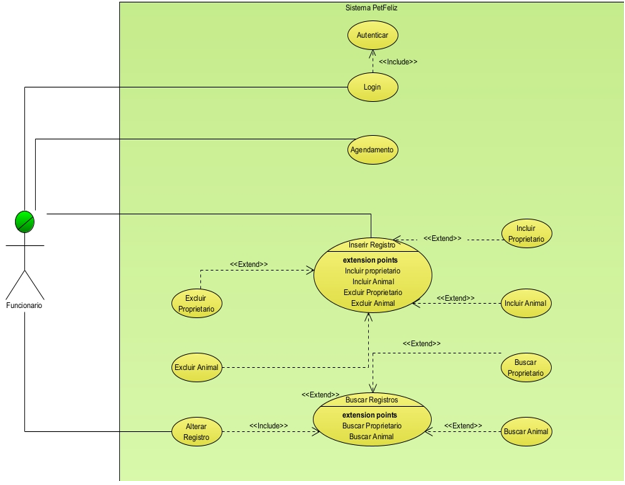 Sistema PetFeliz
Autenticar
<<Include>>
Login
Agendamento
Funcionario
Inserir Registro
extension points
Incluir proprietario
Incluir Animal
Excluir Proprietario
Excluir Animal
<<Extend>>
Incluir
Proprietario
<<Extend>>
Excluir
Proprietario
<<Extend>>
Incluir Animal
<<Extend>>
Excluir Animal
Buscar
Proprietario
<<Extend>>
Buscar Registros
extension points
Buscar Proprietario
Buscar Animal
Alterar
Registro
<<Include>>
<<Extend>>
Buscar Animal